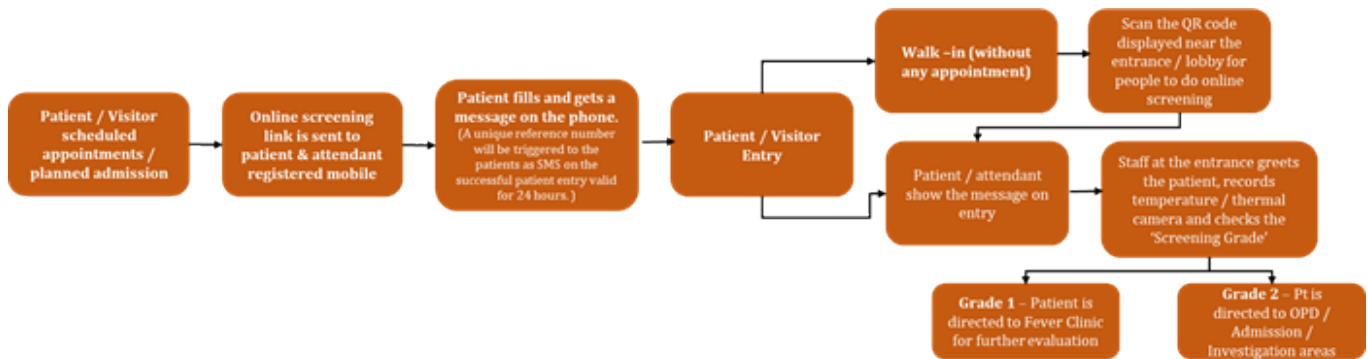 Patient / Visitor
scheduled
appointments /
planned admission
Online screening
link is sent to
patient & attendant
registered mobile
Patient fills and gets a
message on the phone.
(A unique reference number
will be triggered to the
patients as SMS on the
successful patient entry valid
for 24 hours. )
Patient / Visitor
Entry
Walk –in (without
any appointment)
Scan the QR code
displayed near the
entrance / lobby for
people to do online
screening
Patient / attendant
show the message on
entry
Staff at the entrance greets
the patient, records
temperature / thermal
camera and checks the
‘Screening Grade’
Grade 1 – Patient is
directed to Fever Clinic
for further evaluation
Grade 2 – Pt is
directed to OPD /
Admission /
Investigation areas